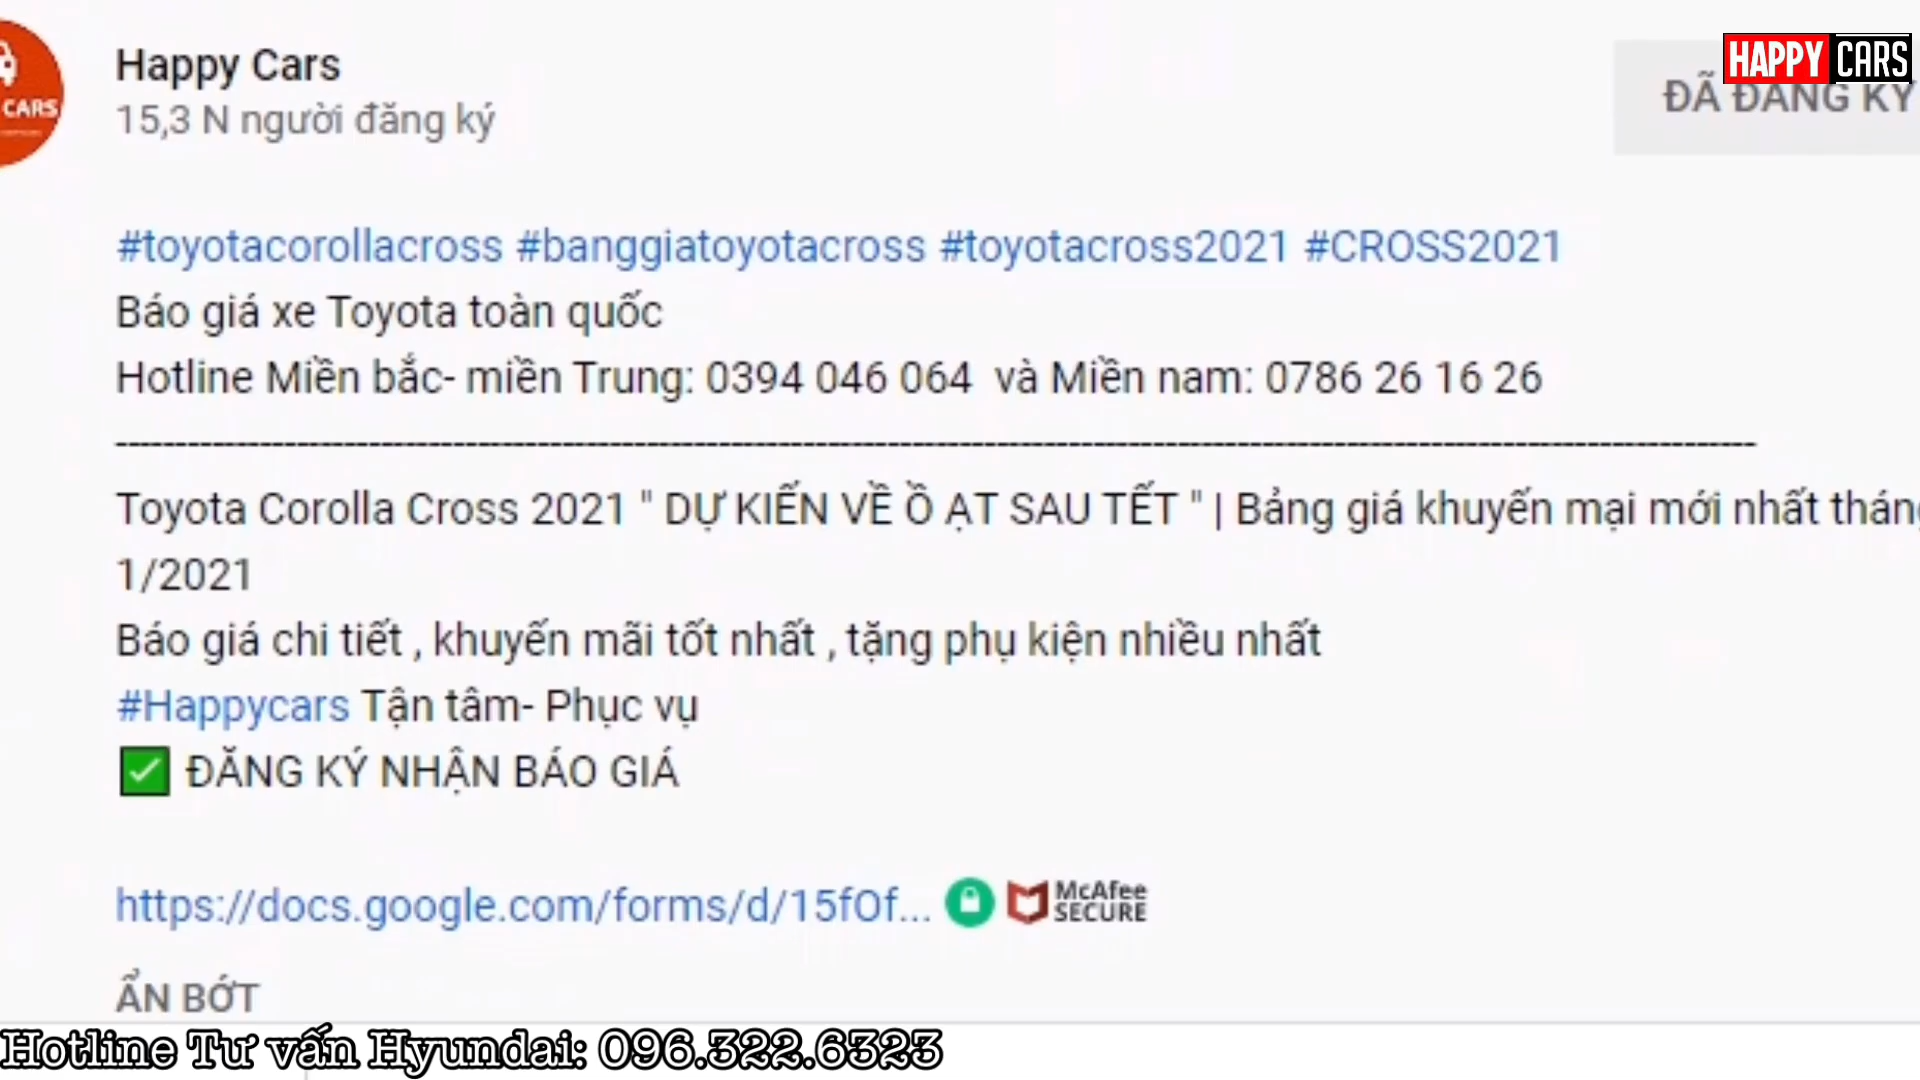 HAPPY CARS
Happy Cars
CARS
15,3 N người đăng ký
ĐÃ ĐĂNG KÝ
#toyotacorollacross #banggiatoyotacross #toyotacross2021 #CROSS2021
Báo giá xe Toyota toàn quốc
Hotline Miền bắc- miền Trung: 0394 046 064 và Miền nam: 0786 26 16 26
Toyota Corolla Cross 2021 " DỰ KIẾN VỀ Ồ ẠT SAU TẾT " | Bảng giá khuyến mại mới nhất tháng
1/2021
Báo giá chi tiết , khuyến mãi tốt nhất , tặng phụ kiện nhiều nhất
#Happycars Tận tâm- Phục vụ
✅ ĐĂNG KÝ NHẬN BÁO GIÁ
https://docs.google.com/forms/d/15fOf... McAfee
SECURE
ẨN BỚT
Hotline Tư vấn Hyundai: 096.322.6323